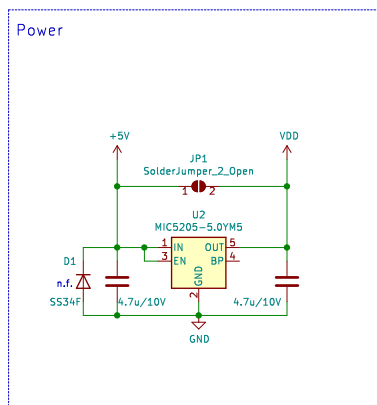 Power
+5V
VDD
JP1
SolderJumper_2_Open
1 2
U2
MIC5205-5.0YM5
1 IN OUT 5
3 EN BP 4
GND
2
D1
n.f.
SS34F
4.7u/10V
4.7u/10V
GND